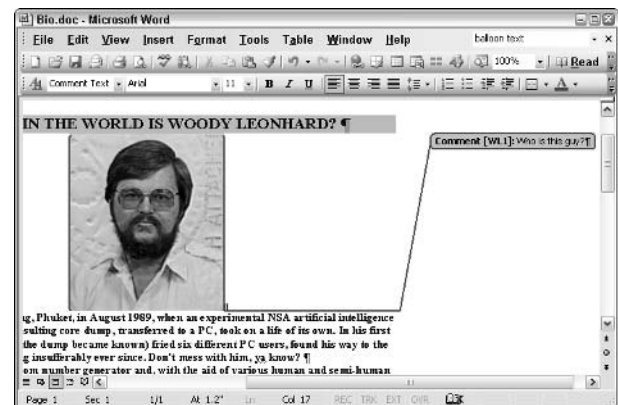 Bio.doc - Microsoft Word
File Edit View Insert Format Tools Table Window Help balloon text
100% Read
Comment Text Arial 11 B I U A
IN THE WORLD IS WOODY LEONHARD? ¶
Comment [WL1]: Who is this guy?¶
ng, Phuket, in August 1989, when an experimental NSA artificial intelligence
sulting core dump, transferred to a PC, took on a life of its own. In his first
the dump became known) fried six different PC users, found his way to the
g insufferably ever since. Don't mess with him, ya know? ¶
om number generator and, with the aid of various human and semi-human
Page 1 Sec 1 1/1 At 1.2" Ln Col 17 REC TRK EXT OVR